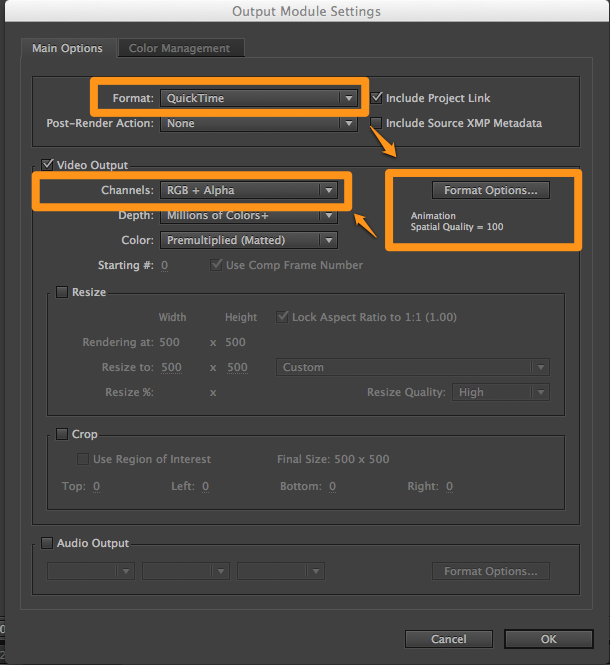 Output Module Settings
Main Options Color Management
Format: QuickTime Include Project Link
Post-Render Action: None Include Source XMP Metadata
Video Output
Channels: RGB + Alpha Format Options...
Depth: Millions of Colors+ Animation
Spatial Quality = 100
Color: Premultiplied (Matted)
Starting #: 0 Use Comp Frame Number
Resize
Width Height Lock Aspect Ratio to 1:1 (1.00)
Rendering at: 500 x 500
Resize to: 500 x 500 Custom
Resize %: x Resize Quality: High
Crop
Use Region of Interest Final Size: 500 x 500
Top: 0 Left: 0 Bottom: 0 Right: 0
Audio Output
Format Options...
Cancel OK